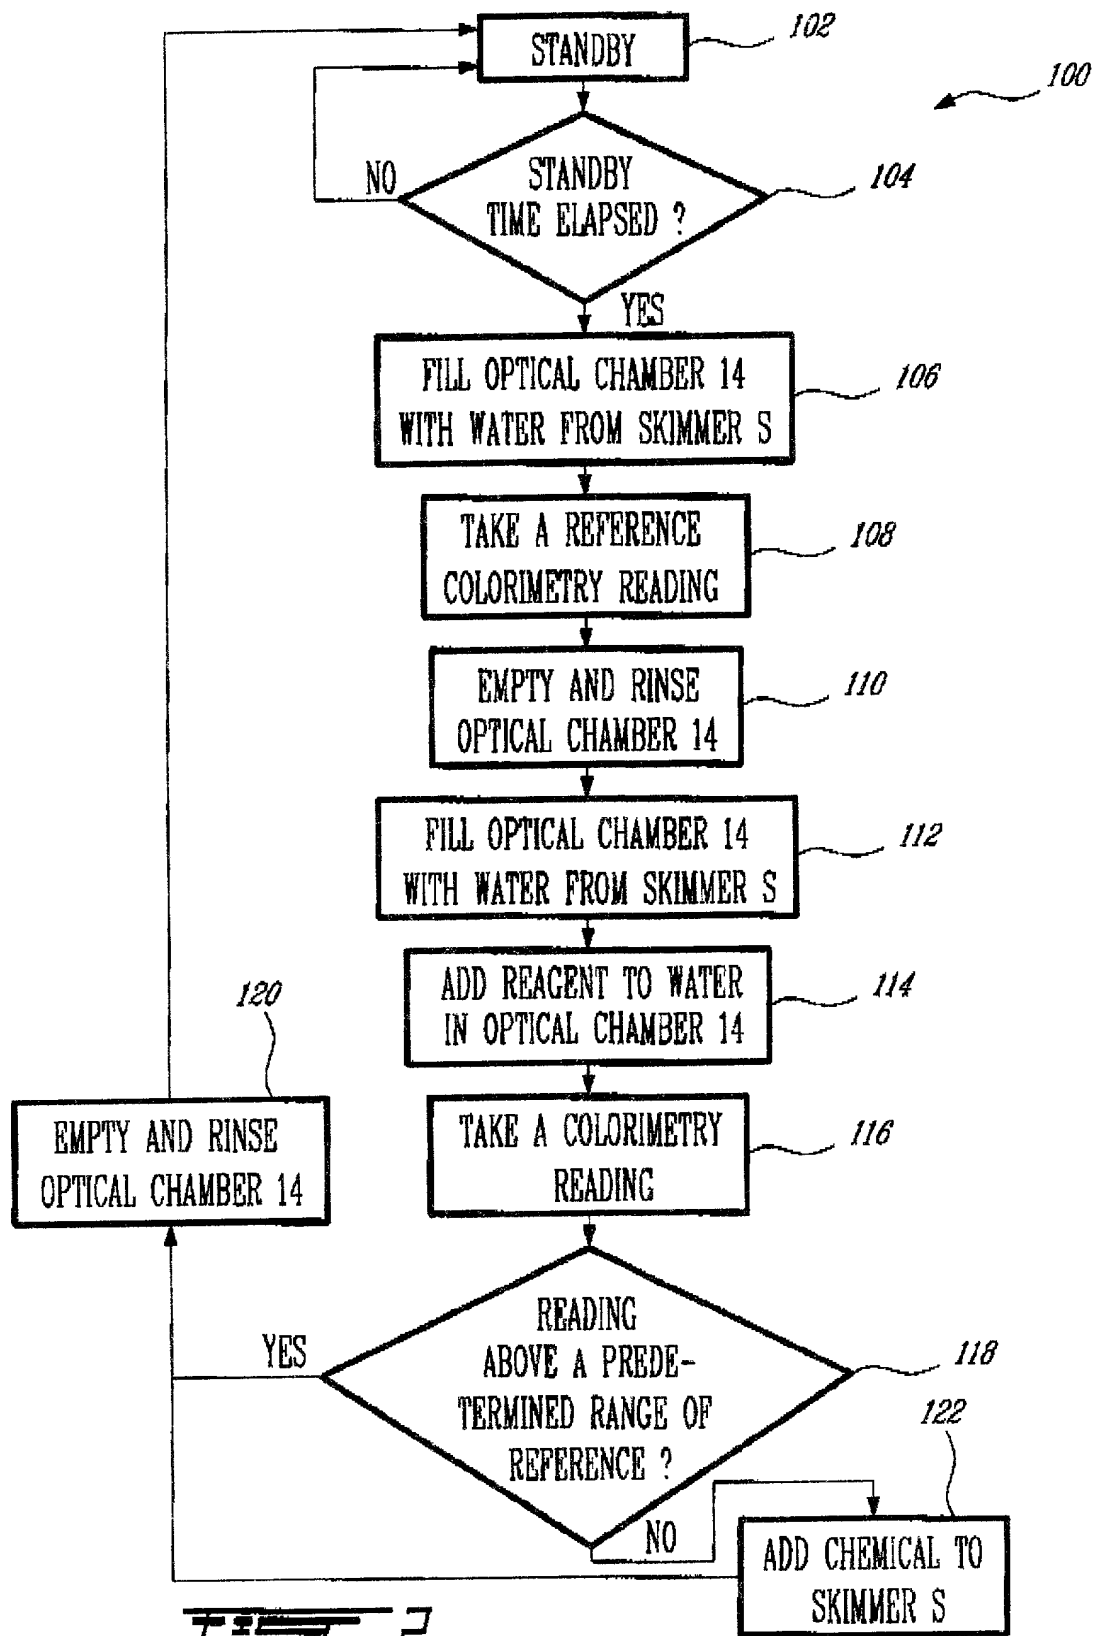 STANDBY
102
100
STANDBY
TIME ELAPSED ?
NO
104
YES
FILL OPTICAL CHAMBER 14
WITH WATER FROM SKIMMER S
106
TAKE A REFERENCE
COLORIMETRY READING
108
EMPTY AND RINSE
OPTICAL CHAMBER 14
110
FILL OPTICAL CHAMBER 14
WITH WATER FROM SKIMMER S
112
ADD REAGENT TO WATER
IN OPTICAL CHAMBER 14
114
120
EMPTY AND RINSE
OPTICAL CHAMBER 14
TAKE A COLORIMETRY
READING
116
READING
ABOVE A PREDE-
TERMINED RANGE OF
REFERENCE ?
YES
118
NO
122
ADD CHEMICAL TO
SKIMMER S